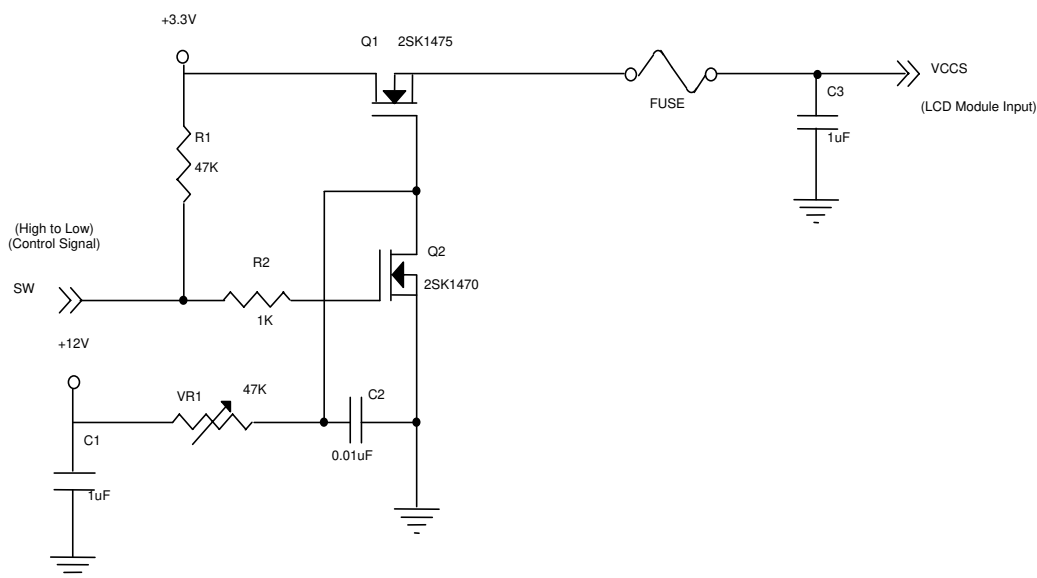 +3.3V
Q1 2SK1475
VCCS
FUSE
C3
(LCD Module Input)
1uF
R1
47K
(High to Low)
(Control Signal)
Q2
R2
SW
2SK1470
1K
+12V
47K
VR1
C2
C1
0.01uF
1uF